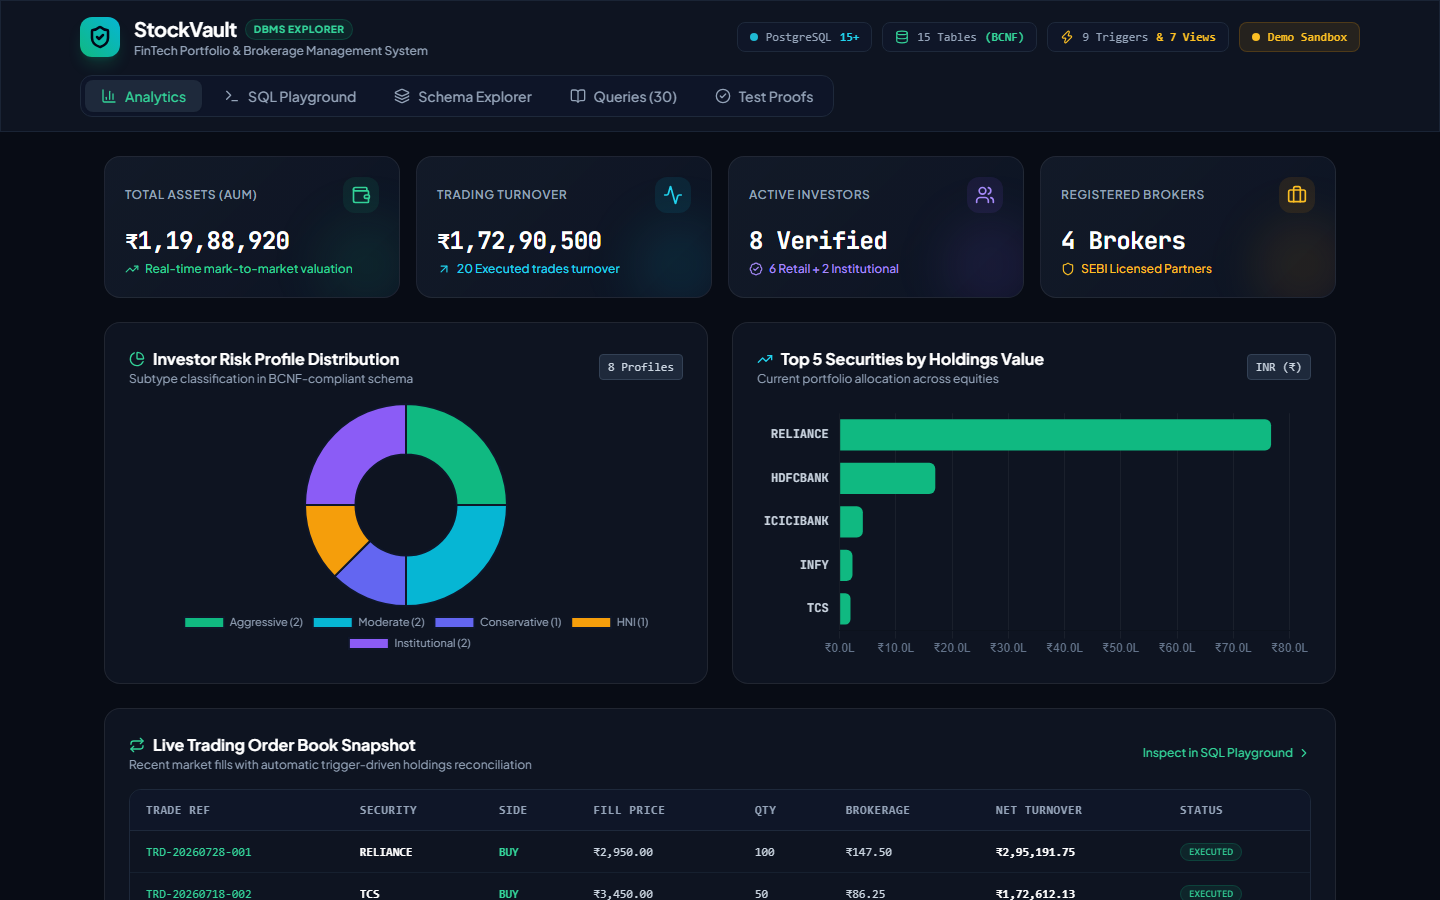 StockVault DBMS EXPLORER
FinTech Portfolio & Brokerage Management System
PostgreSQL 15+
15 Tables (BCNF)
9 Triggers & 7 Views
Demo Sandbox
Analytics
SQL Playground
Schema Explorer
Queries (30)
Test Proofs
TOTAL ASSETS (AUM)
₹1,19,88,920
Real-time mark-to-market valuation
TRADING TURNOVER
₹1,72,90,500
20 Executed trades turnover
ACTIVE INVESTORS
8 Verified
6 Retail + 2 Institutional
REGISTERED BROKERS
4 Brokers
SEBI Licensed Partners
Investor Risk Profile Distribution
Subtype classification in BCNF-compliant schema
8 Profiles
Aggressive (2) Moderate (2) Conservative (1) HNI (1)
Institutional (2)
Top 5 Securities by Holdings Value
Current portfolio allocation across equities
INR (₹)
RELIANCE
HDFCBANK
ICICIBANK
INFY
TCS
₹0.0L ₹10.0L ₹20.0L ₹30.0L ₹40.0L ₹50.0L ₹60.0L ₹70.0L ₹80.0L
Live Trading Order Book Snapshot
Recent market fills with automatic trigger-driven holdings reconciliation
Inspect in SQL Playground
TRADE REF SECURITY SIDE FILL PRICE QTY BROKERAGE NET TURNOVER STATUS
TRD-20260728-001 RELIANCE BUY ₹2,950.00 100 ₹147.50 ₹2,95,191.75 EXECUTED
TRD-20260718-002 TCS BUY ₹3,450.00 50 ₹86.25 ₹1,72,612.13 EXECUTED